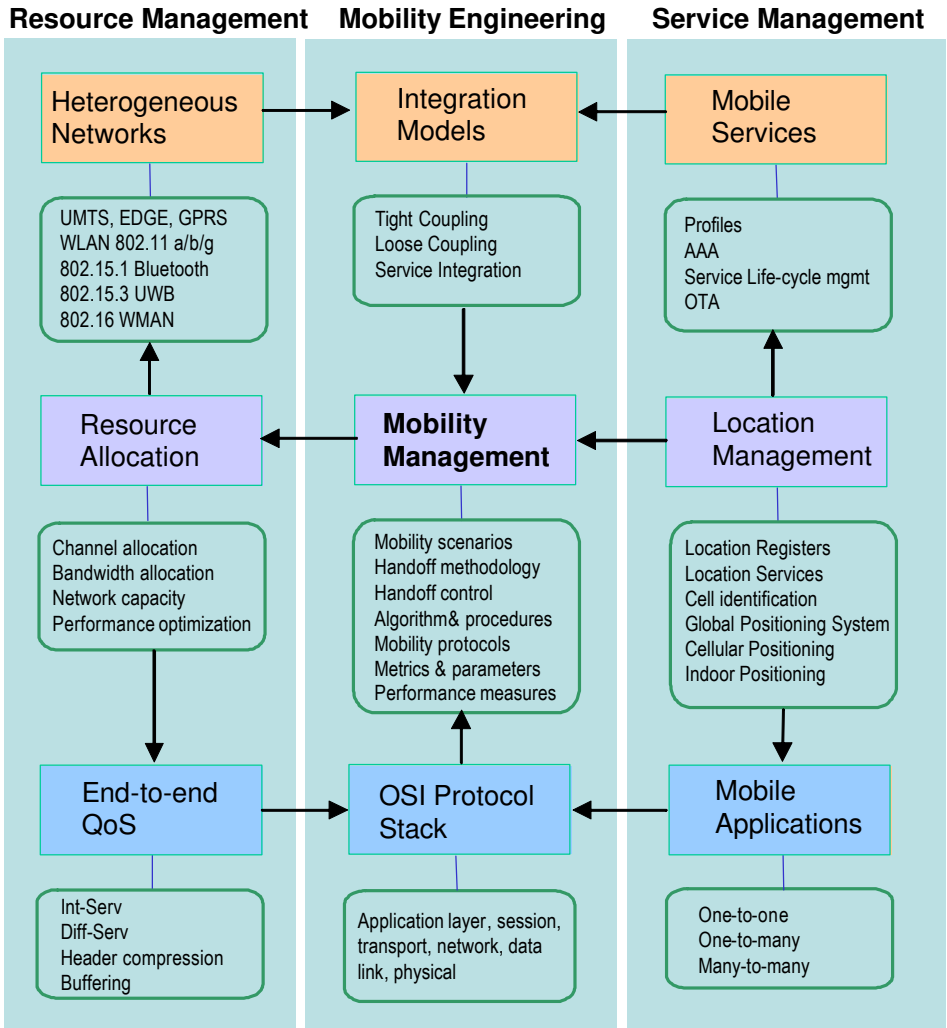 Resource Management
Mobility Engineering
Service Management
Heterogeneous
Networks
Integration
Models
Mobile
Services
UMTS, EDGE, GPRS
WLAN 802.11 a/b/g
802.15.1 Bluetooth
802.15.3 UWB
802.16 WMAN
Tight Coupling
Loose Coupling
Service Integration
Profiles
AAA
Service Life-cycle mgmt
OTA
Resource
Allocation
Mobility
Management
Location
Management
Channel allocation
Bandwidth allocation
Network capacity
Performance optimization
Mobility scenarios
Handoff methodology
Handoff control
Algorithm& procedures
Mobility protocols
Metrics & parameters
Performance measures
Location Registers
Location Services
Cell identification
Global Positioning System
Cellular Positioning
Indoor Positioning
End-to-end
QoS
OSI Protocol
Stack
Mobile
Applications
Int-Serv
Diff-Serv
Header compression
Buffering
Application layer, session,
transport, network, data
link, physical
One-to-one
One-to-many
Many-to-many